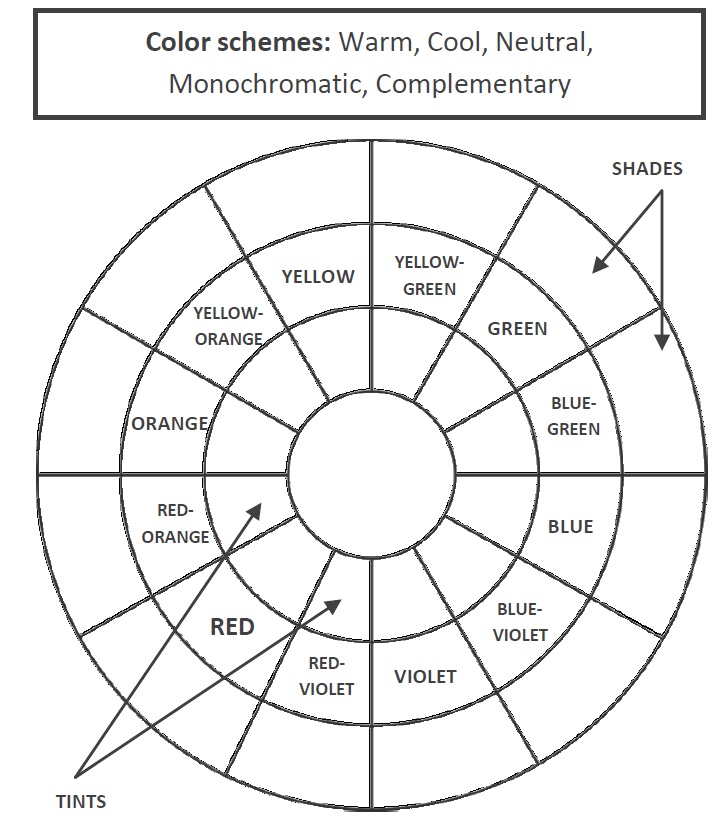 Color schemes: Warm, Cool, Neutral,
Monochromatic, Complementary
SHADES
YELLOW
YELLOW-
GREEN
YELLOW-
ORANGE
GREEN
ORANGE
BLUE-
GREEN
RED-
ORANGE
BLUE
RED
BLUE-
VIOLET
RED-
VIOLET
VIOLET
TINTS